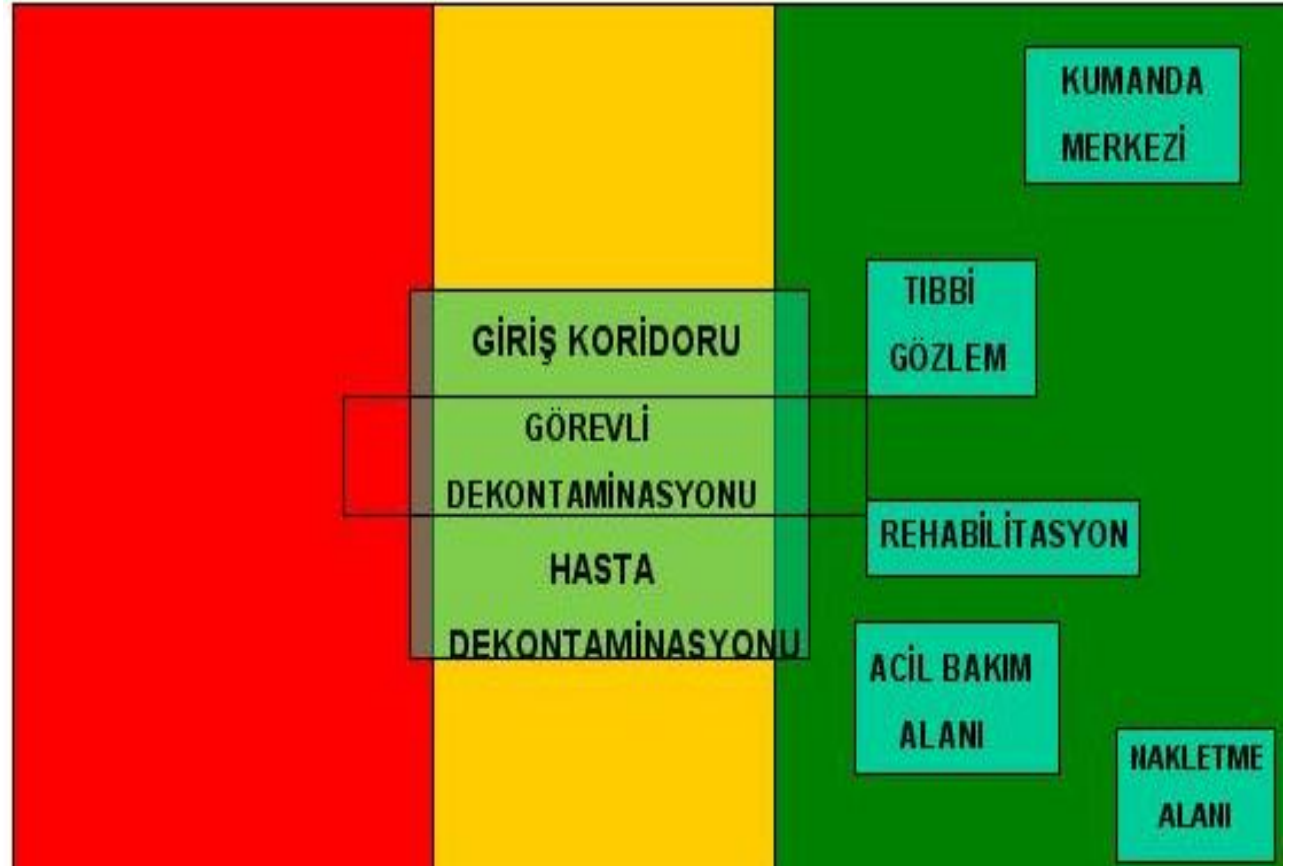 KUMANDA
MERKEZİ
TIBBİ
GÖZLEM
GİRİŞ KORİDORU
GÖREVLİ
DEKONTAMİNASYONU
REHABİLİTASYON
HASTA
DEKONTAMİNASYONU
ACİL BAKIM
ALANI
NAKLETME
ALANI